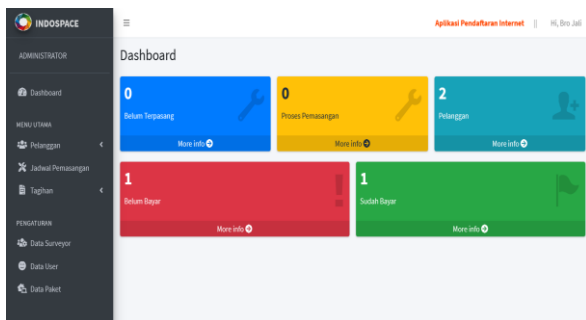 INDOSPACE
Aplikasi Pendaftaran Internet || Hi, Bro Jali
ADMINISTRATOR
Dashboard
MENU UTAMA
Pelanggan
Jadwal Pemasangan
Tagihan
PENGATURAN
Data Surveyor
Data User
Data Paket
Dashboard
0
Belum Terpasang
More info
0
Proses Pemasangan
More info
2
Pelanggan
More info
1
Belum Bayar
More info
1
Sudah Bayar
More info